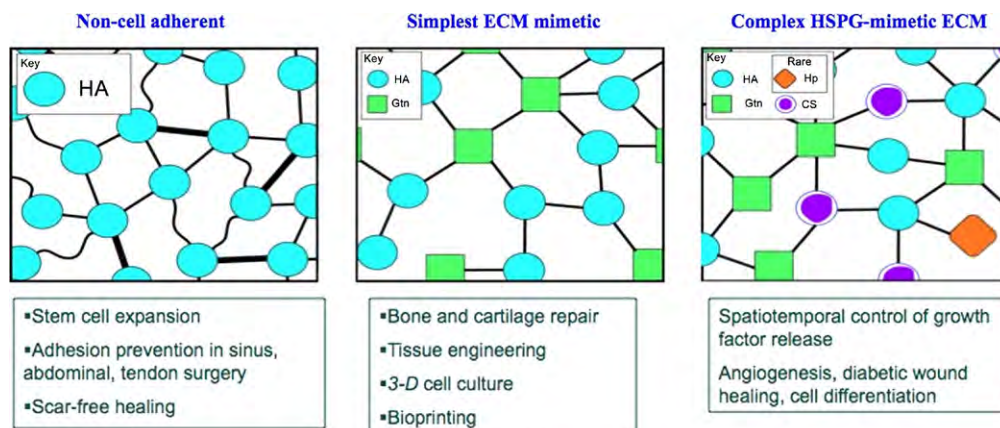 Non-cell adherent
Key
HA
▪Stem cell expansion
▪Adhesion prevention in sinus,
abdominal, tendon surgery
▪Scar-free healing
Simplest ECM mimetic
Key
HA
Gtn
▪Bone and cartilage repair
▪Tissue engineering
▪3-D cell culture
▪Bioprinting
Complex HSPG-mimetic ECM
Key
HA
Gtn
Rare
Hp
CS
Spatiotemporal control of growth
factor release
Angiogenesis, diabetic wound
healing, cell differentiation